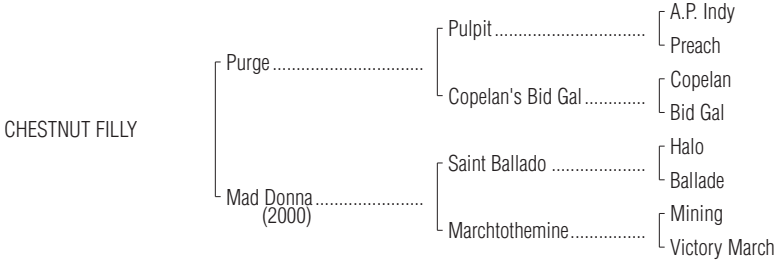 A.P. Indy
Pulpit..............................
Preach
Purge..............................
Copelan
Copelan's Bid Gal.............
Bid Gal
CHESTNUT FILLY
Halo
Saint Ballado ...................
Ballade
Mad Donna......................
(2000)
Mining
Marchtothemine...............
Victory March